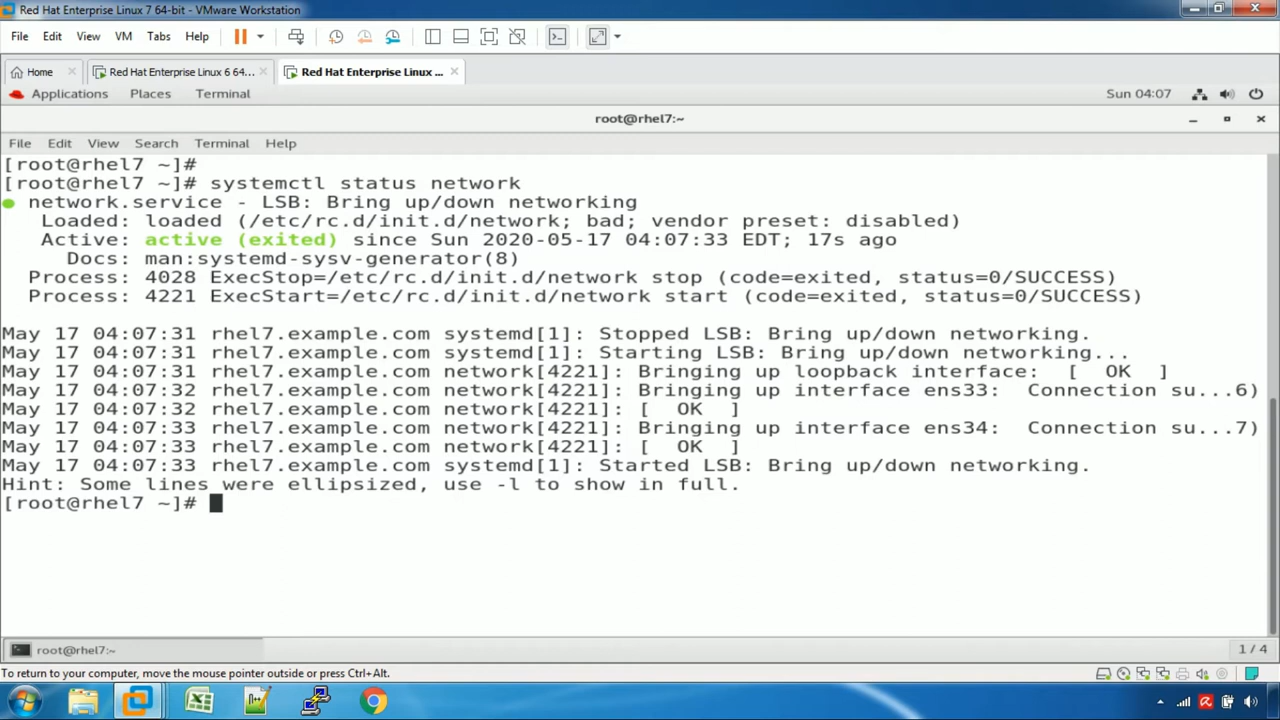 Red Hat Enterprise Linux 7 64-bit - VMware Workstation
File Edit View VM Tabs Help
Home Red Hat Enterprise Linux 6 64... Red Hat Enterprise Linux ...
Applications Places Terminal Sun 04:07
root@rhel7:~
File Edit View Search Terminal Help
[root@rhel7 ~]#
[root@rhel7 ~]# systemctl status network
● network.service - LSB: Bring up/down networking
Loaded: loaded (/etc/rc.d/init.d/network; bad; vendor preset: disabled)
Active: active (exited) since Sun 2020-05-17 04:07:33 EDT; 17s ago
Docs: man:systemd-sysv-generator(8)
Process: 4028 ExecStop=/etc/rc.d/init.d/network stop (code=exited, status=0/SUCCESS)
Process: 4221 ExecStart=/etc/rc.d/init.d/network start (code=exited, status=0/SUCCESS)
May 17 04:07:31 rhel7.example.com systemd[1]: Stopped LSB: Bring up/down networking.
May 17 04:07:31 rhel7.example.com systemd[1]: Starting LSB: Bring up/down networking...
May 17 04:07:31 rhel7.example.com network[4221]: Bringing up loopback interface: [ OK ]
May 17 04:07:32 rhel7.example.com network[4221]: Bringing up interface ens33: Connection su...6)
May 17 04:07:32 rhel7.example.com network[4221]: [ OK ]
May 17 04:07:33 rhel7.example.com network[4221]: Bringing up interface ens34: Connection su...7)
May 17 04:07:33 rhel7.example.com network[4221]: [ OK ]
May 17 04:07:33 rhel7.example.com systemd[1]: Started LSB: Bring up/down networking.
Hint: Some lines were ellipsized, use -l to show in full.
[root@rhel7 ~]#
root@rhel7:~ 1 / 4
To return to your computer, move the mouse pointer outside or press Ctrl+Alt.